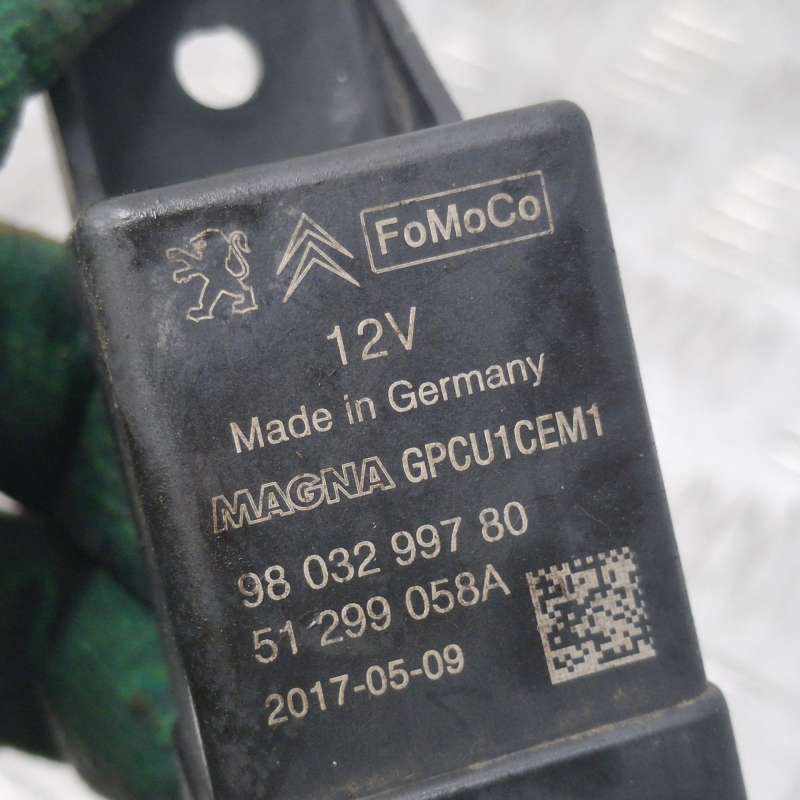 FoMoCo
12V
Made in Germany
MAGNA GPCU1CEM1
98 032 997 80
51 299 058A
2017-05-09